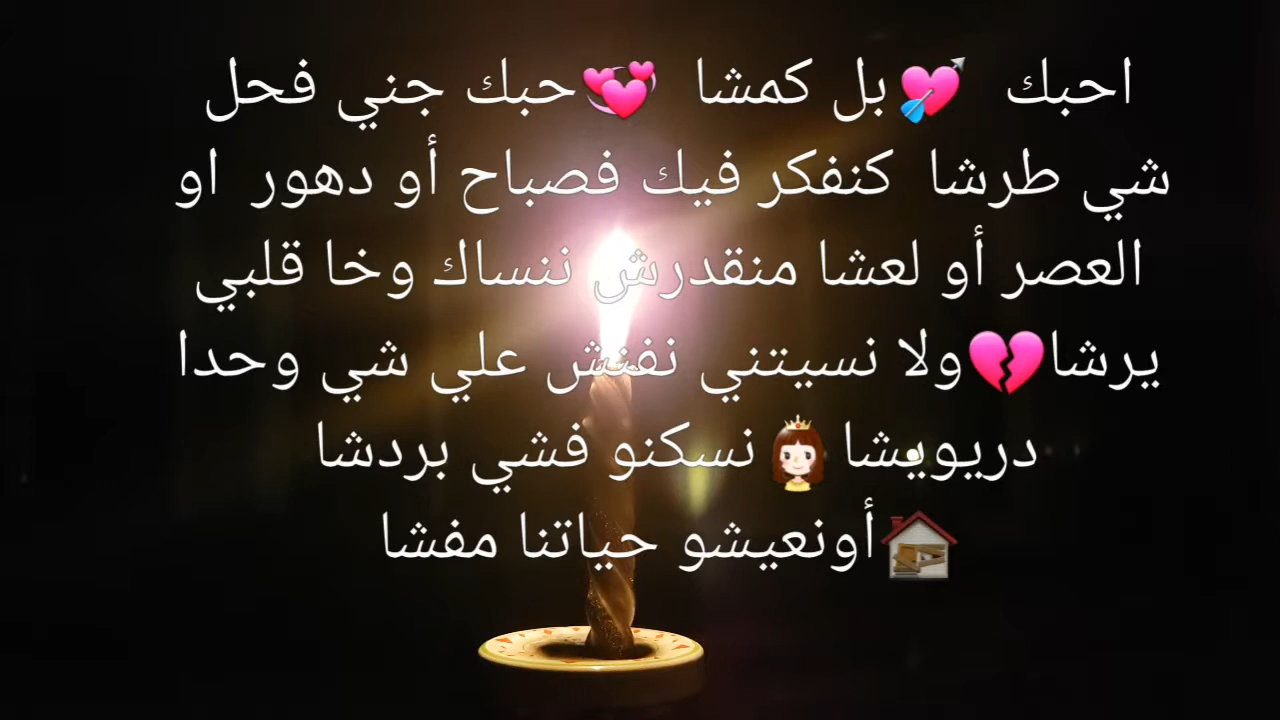 احبك 💘بل كمشا 💞حبك جني فحل
شي طرشا كنفكر فيك فصباح أو دهور او
العصر أو لعشا منقدرش ننساك وخا قلبي
يرشا💔ولا نسيتني نفنش علي شي وحدا
دريويشا👸نسكنو فشي بردشا
🏚أونعيشو حياتنا مفشا